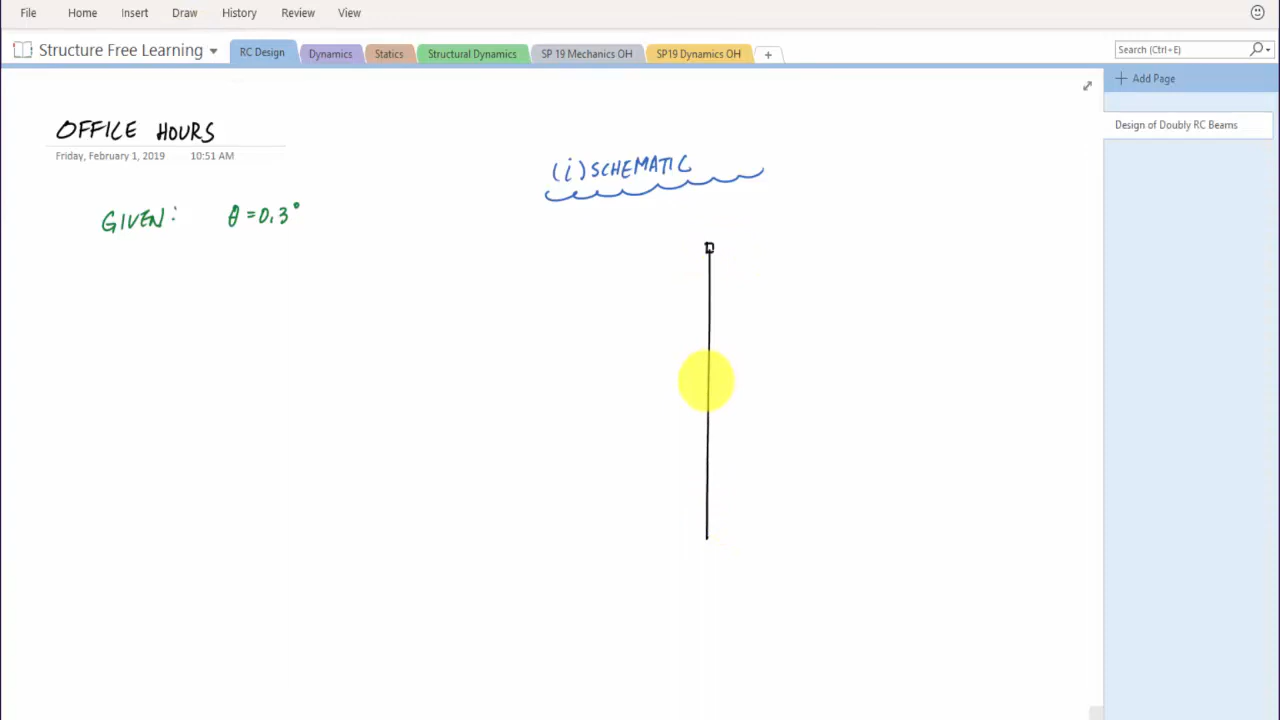 File Home Insert Draw History Review View
Structure Free Learning RC Design Dynamics Statics Structural Dynamics SP 19 Mechanics OH SP19 Dynamics OH + Search (Ctrl+E)
+ Add Page
Design of Doubly RC Beams
OFFICE HOURS
Friday, February 1, 2019 10:51 AM
(i) SCHEMATIC
GIVEN: θ = 0.3°